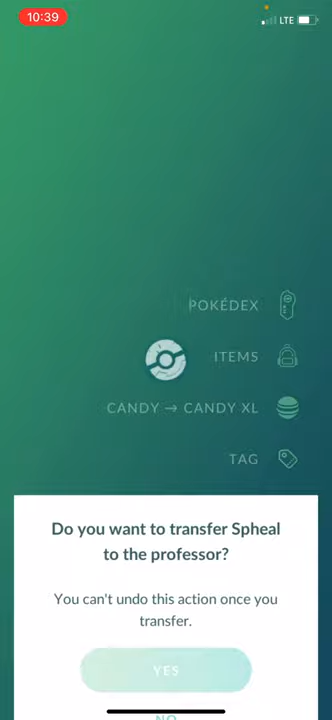 10:39
LTE
POKÉDEX
ITEMS
CANDY → CANDY XL
TAG
Do you want to transfer Spheal
to the professor?
You can't undo this action once you
transfer.
YES
NO